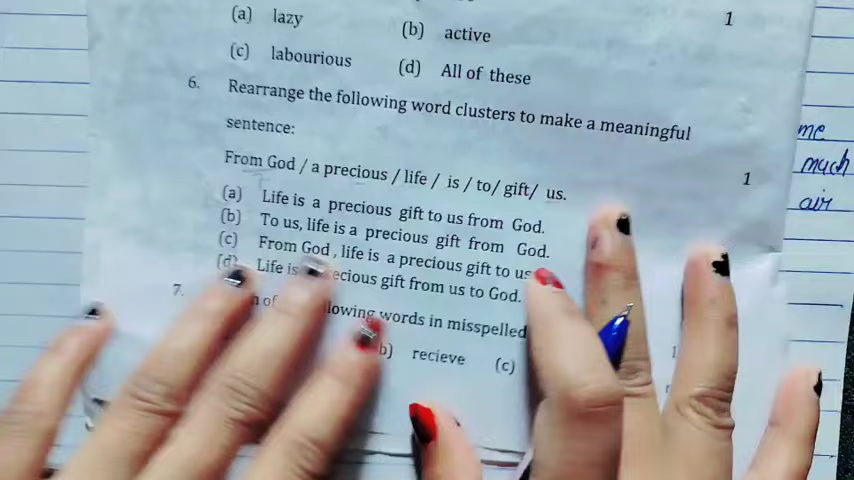 (a) lazy (b) active 1
(c) labourious (d) All of these
6. Rearrange the following word clusters to make a meaningful
sentence:
From God / a precious / life / is / to/ gift/ us. 1
(a) Life is a precious gift to us from God.
(b) To us, life is a precious gift from God.
(c) From God , life is a precious gift to us
(d) Life is precious gift from us to God.
7. of words in misspelled
b) recieve (c)
me
much
air